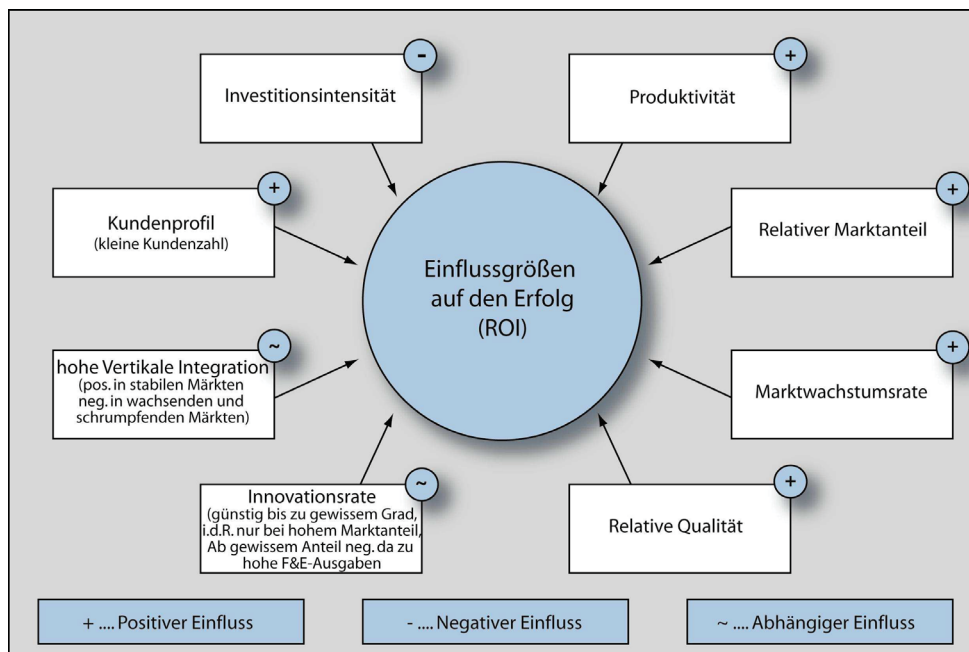 -
Investitionsintensität
+
Produktivität
+
Kundenprofil
(kleine Kundenzahl)
+
Relativer Marktanteil
Einflussgrößen
auf den Erfolg
(ROI)
~
hohe Vertikale Integration
(pos. in stabilen Märkten
neg. in wachsenden und
schrumpfenden Märkten)
+
Marktwachstumsrate
~
Innovationsrate
(günstig bis zu gewissem Grad,
i.d.R. nur bei hohem Marktanteil,
Ab gewissem Anteil neg. da zu
hohe F&E-Ausgaben
+
Relative Qualität
+ .... Positiver Einfluss
- .... Negativer Einfluss
~ .... Abhängiger Einfluss